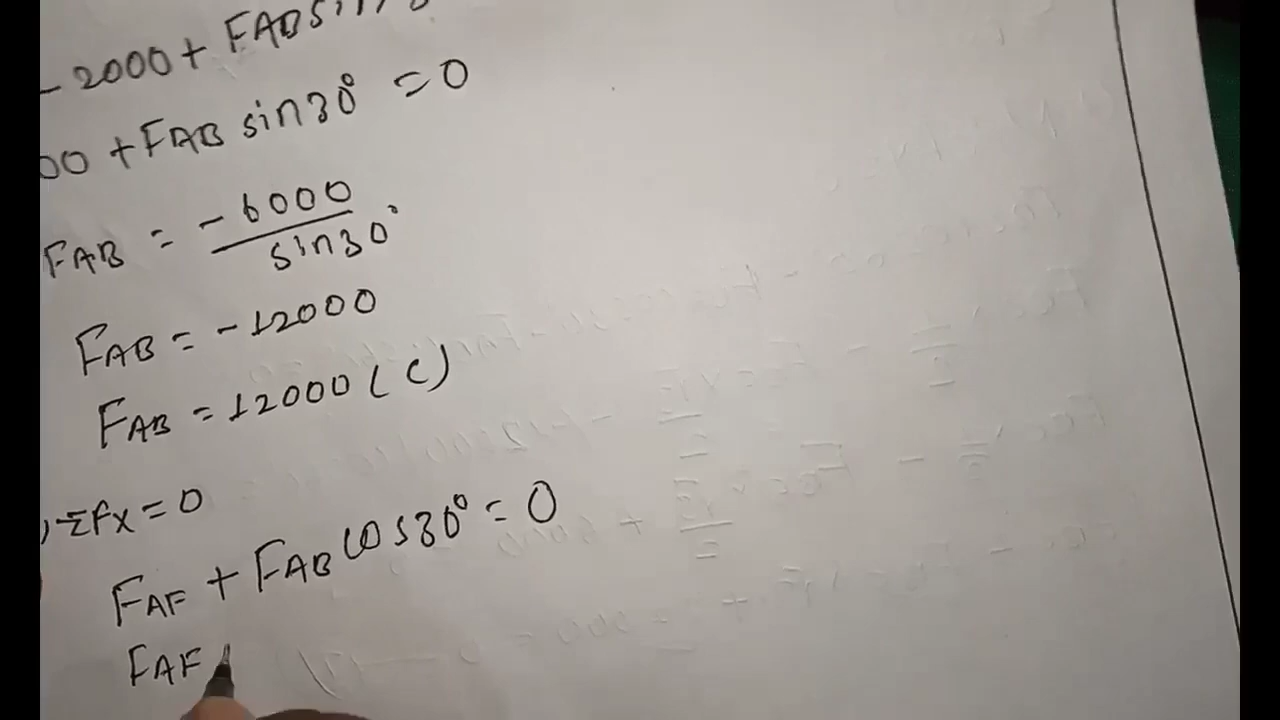 - 2000 + FAB sin
00 + FAB sin30° = 0
FAB = -6000 / sin30°
FAB = -12000
FAB = 12000 (C)
) ΣFx = 0
FAF + FAB cos30° = 0
FAF